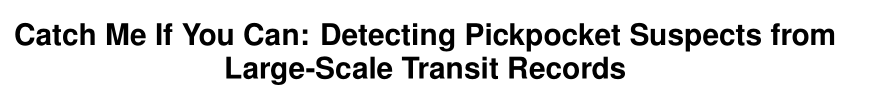 Catch Me If You Can: Detecting Pickpocket Suspects from
Large-Scale Transit Records